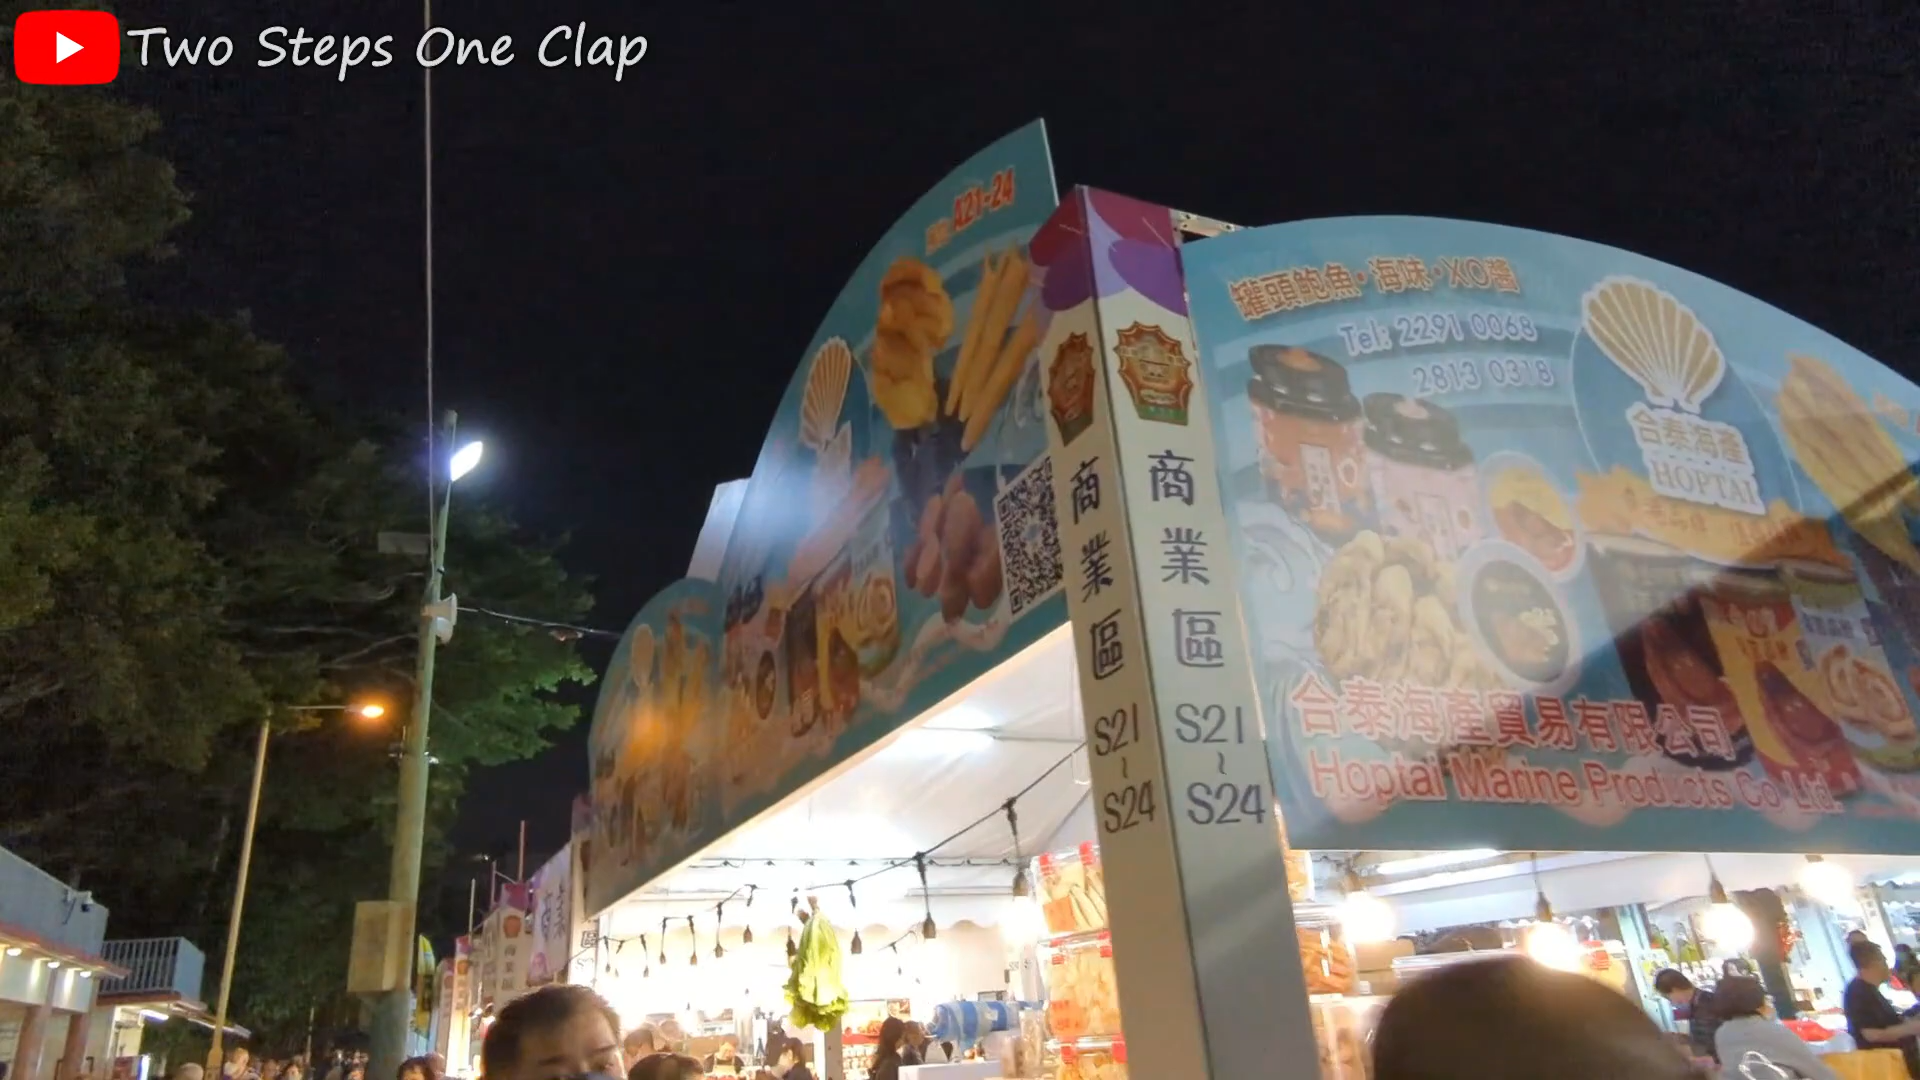 Two Steps One Clap
A21-24
罐頭鮑魚·海味·XO醬
Tel: 2291 0068
2813 0318
合泰海產
HOPTAI
商業區
S21
~
S24
商業區
S21
~
S24
合泰海產貿易有限公司
Hoptai Marine Products Co Ltd.